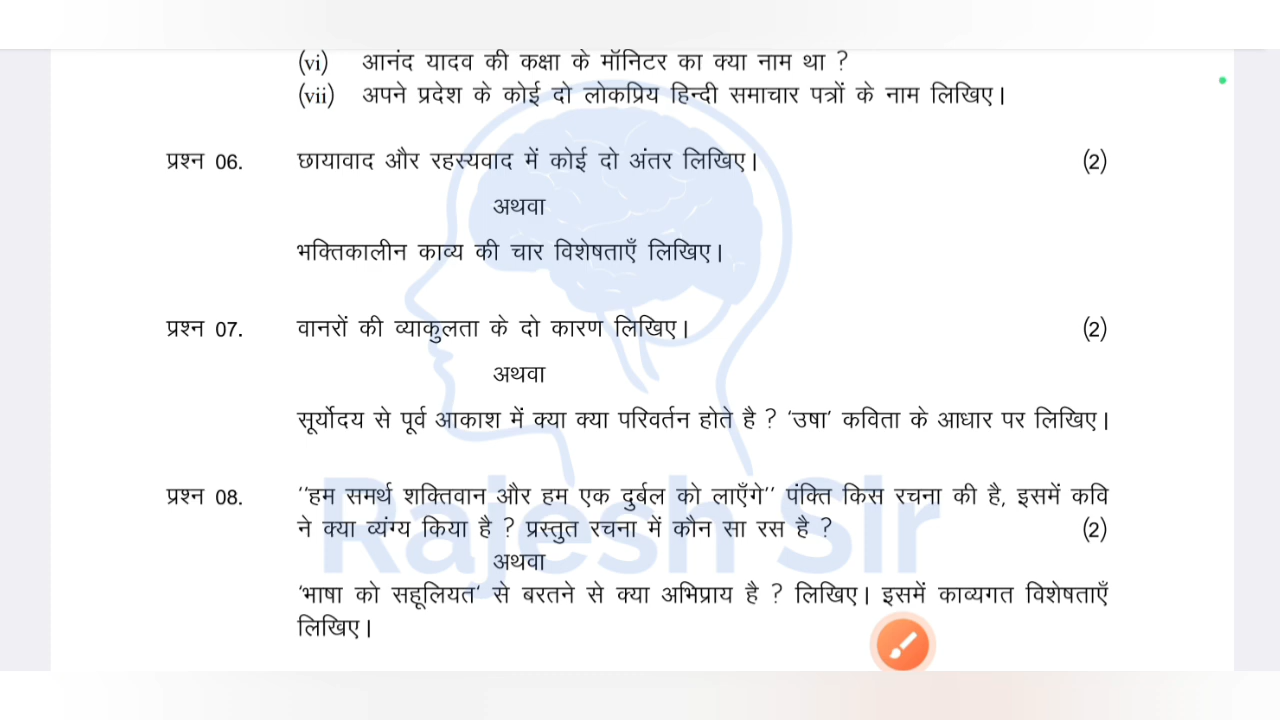 (vi) आनंद यादव की कक्षा के मॉनिटर का क्या नाम था ?
(vii) अपने प्रदेश के कोई दो लोकप्रिय हिन्दी समाचार पत्रों के नाम लिखिए।
प्रश्न 06. छायावाद और रहस्यवाद में कोई दो अंतर लिखिए। (2)
अथवा
भक्तिकालीन काव्य की चार विशेषताएँ लिखिए।
प्रश्न 07. वानरों की व्याकुलता के दो कारण लिखिए। (2)
अथवा
सूर्योदय से पूर्व आकाश में क्या क्या परिवर्तन होते है ? ‘उषा’ कविता के आधार पर लिखिए।
प्रश्न 08. ‘‘हम समर्थ शक्तिवान और हम एक दुर्बल को लाएँगे’’ पंक्ति किस रचना की है, इसमें कवि
ने क्या व्यंग्य किया है ? प्रस्तुत रचना में कौन सा रस है ? (2)
अथवा
‘भाषा को सहूलियत‘ से बरतने से क्या अभिप्राय है ? लिखिए। इसमें काव्यगत विशेषताएँ
लिखिए।
Rajesh Sir